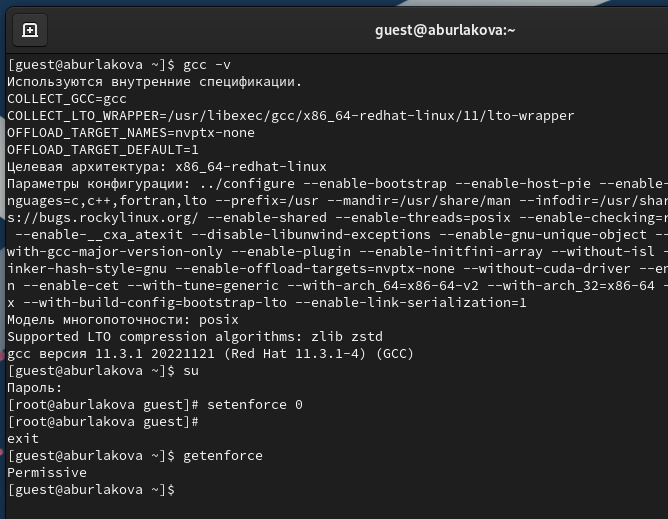 guest@aburlakova:~
[guest@aburlakova ~]$ gcc -v
Используются внутренние спецификации.
COLLECT_GCC=gcc
COLLECT_LTO_WRAPPER=/usr/libexec/gcc/x86_64-redhat-linux/11/lto-wrapper
OFFLOAD_TARGET_NAMES=nvptx-none
OFFLOAD_TARGET_DEFAULT=1
Целевая архитектура: x86_64-redhat-linux
Параметры конфигурации: ../configure --enable-bootstrap --enable-host-pie --enable-
nguages=c,c++,fortran,lto --prefix=/usr --mandir=/usr/share/man --infodir=/usr/shar
s://bugs.rockylinux.org/ --enable-shared --enable-threads=posix --enable-checking=r
--enable-__cxa_atexit --disable-libunwind-exceptions --enable-gnu-unique-object --
with-gcc-major-version-only --enable-plugin --enable-initfini-array --without-isl -
inker-hash-style=gnu --enable-offload-targets=nvptx-none --without-cuda-driver --en
n --enable-cet --with-tune=generic --with-arch_64=x86-64-v2 --with-arch_32=x86-64 -
x --with-build-config=bootstrap-lto --enable-link-serialization=1
Модель многопоточности: posix
Supported LTO compression algorithms: zlib zstd
gcc версия 11.3.1 20221121 (Red Hat 11.3.1-4) (GCC)
[guest@aburlakova ~]$ su
Пароль:
[root@aburlakova guest]# setenforce 0
[root@aburlakova guest]#
exit
[guest@aburlakova ~]$ getenforce
Permissive
[guest@aburlakova ~]$